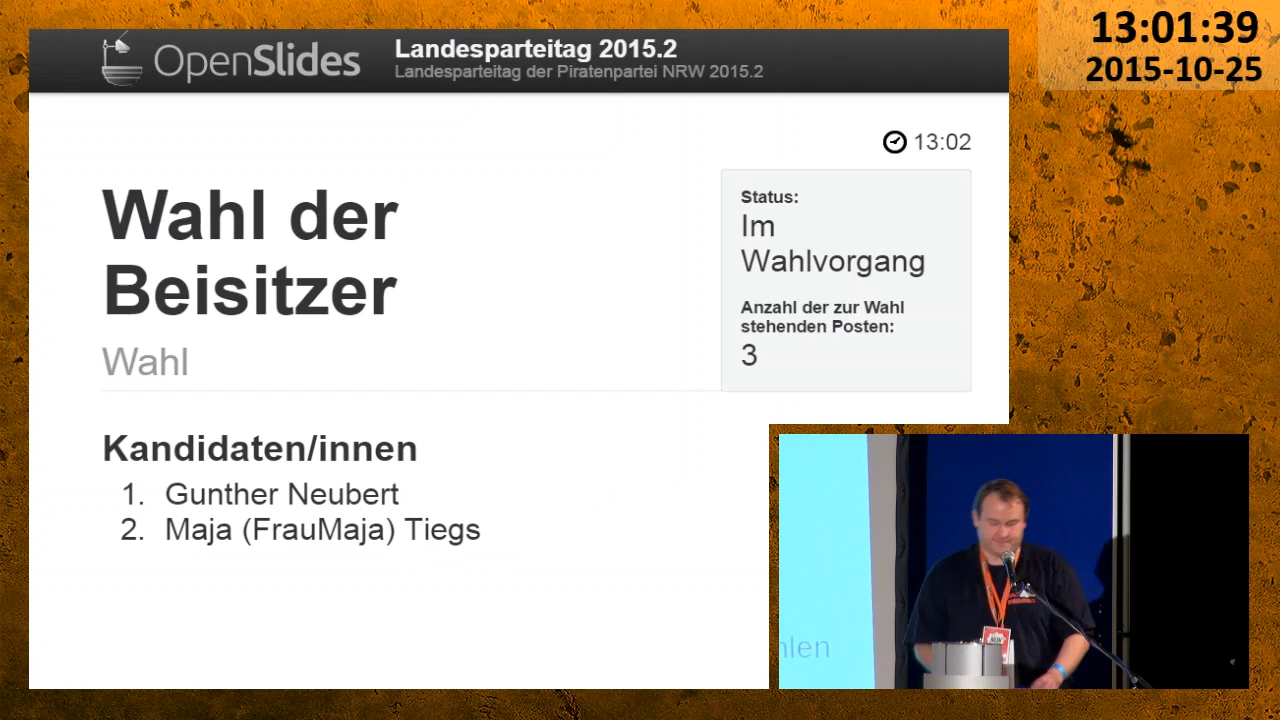 13:01:39
2015-10-25
OpenSlides
Landesparteitag 2015.2
Landesparteitag der Piratenpartei NRW 2015.2
13:02
Wahl der
Beisitzer
Wahl
Status:
Im
Wahlvorgang
Anzahl der zur Wahl
stehenden Posten:
3
Kandidaten/innen
1. Gunther Neubert
2. Maja (FrauMaja) Tiegs
hlen
NRW